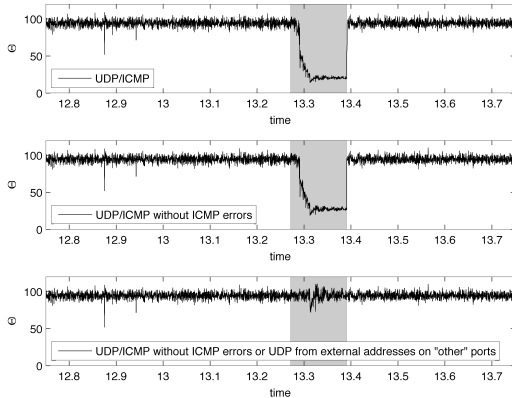 100
50
0
Θ
UDP/ICMP
12.8 12.9 13 13.1 13.2 13.3 13.4 13.5 13.6 13.7
time
100
50
0
Θ
UDP/ICMP without ICMP errors
12.8 12.9 13 13.1 13.2 13.3 13.4 13.5 13.6 13.7
time
100
50
0
Θ
UDP/ICMP without ICMP errors or UDP from external addresses on "other" ports
12.8 12.9 13 13.1 13.2 13.3 13.4 13.5 13.6 13.7
time